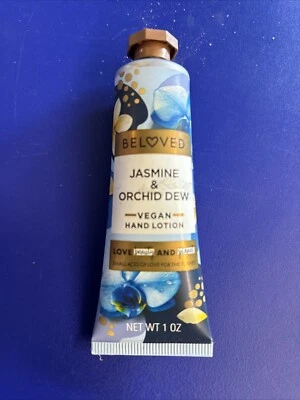 BELOVED
JASMINE
&
ORCHID DEW
VEGAN
HAND LOTION
LOVE AND
NET WT 1 OZ